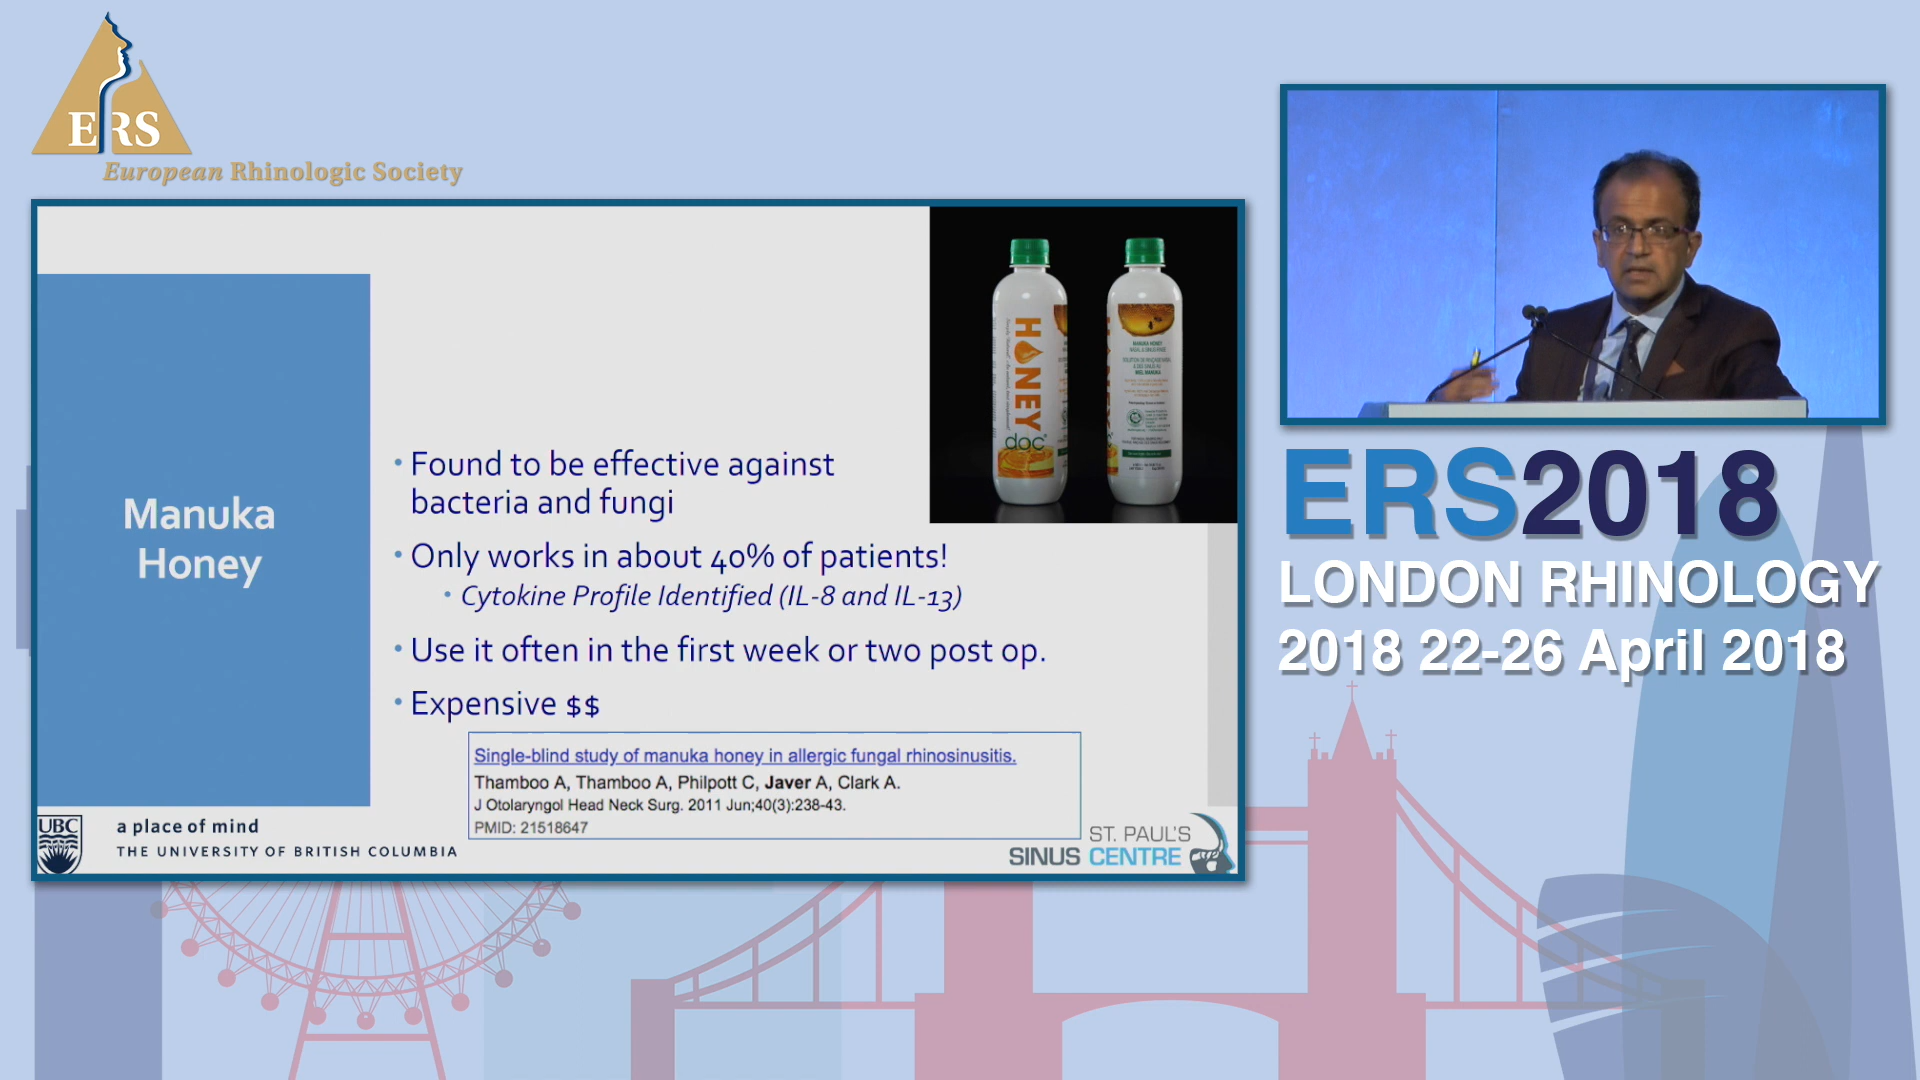 ERS
European Rhinologic Society
Manuka
Honey
HONEY
doc
MANUKA HONEY
• Found to be effective against
bacteria and fungi
• Only works in about 40% of patients!
• Cytokine Profile Identified (IL-8 and IL-13)
• Use it often in the first week or two post op.
• Expensive $$
Single-blind study of manuka honey in allergic fungal rhinosinusitis.
Thamboo A, Thamboo A, Philpott C, Javer A, Clark A.
J Otolaryngol Head Neck Surg. 2011 Jun;40(3):238-43.
PMID: 21518647
UBC
a place of mind
THE UNIVERSITY OF BRITISH COLUMBIA
ST. PAUL'S
SINUS CENTRE
ERS2018
LONDON RHINOLOGY
2018 22-26 April 2018